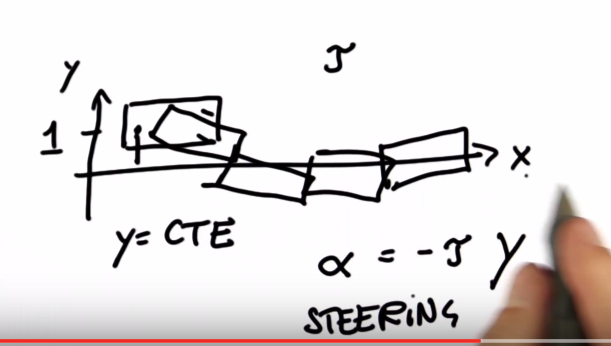 τ
y
1
x
y= CTE
α = -τ y
STEERING